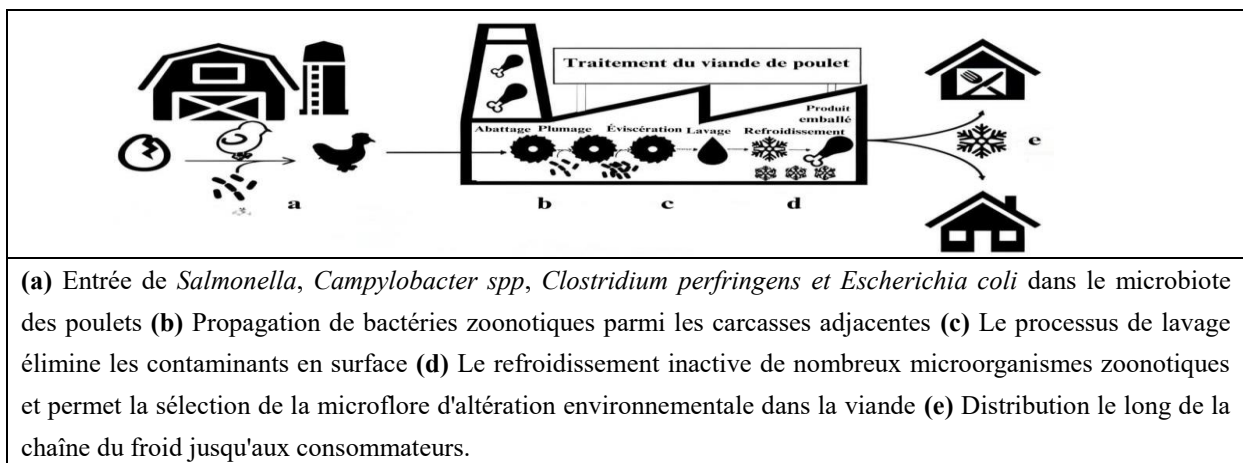 Traitement du viande de poulet
Produit
emballé
Abattage Plumage Éviscération Lavage Refroidissement
e
a
b c d
(a) Entrée de Salmonella, Campylobacter spp, Clostridium perfringens et Escherichia coli dans le microbiote
des poulets (b) Propagation de bactéries zoonotiques parmi les carcasses adjacentes (c) Le processus de lavage
élimine les contaminants en surface (d) Le refroidissement inactive de nombreux microorganismes zoonotiques
et permet la sélection de la microflore d'altération environnementale dans la viande (e) Distribution le long de la
chaîne du froid jusqu'aux consommateurs.